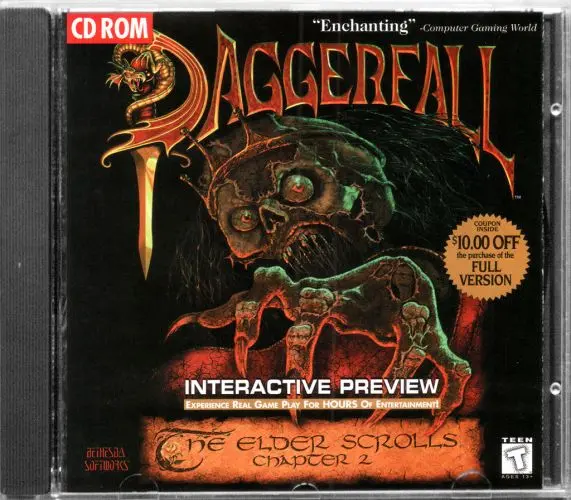 CD ROM
“Enchanting” -Computer Gaming World
DAGGERFALL
TM
COUPON
INSIDE
$10.00 OFF
the purchase of the
FULL
VERSION
INTERACTIVE PREVIEW
EXPERIENCE REAL GAME PLAY FOR HOURS OF ENTERTAINMENT!
THE ELDER SCROLLS
CHAPTER 2
BETHESDA
SOFTWORKS
TEEN
T
AGES 13+